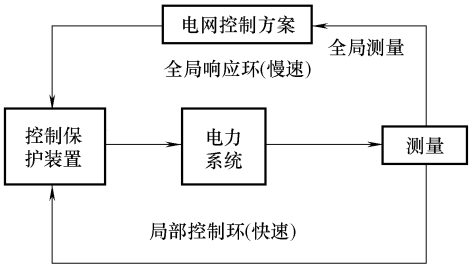 电网控制方案
全局测量
全局响应环(慢速)
控制保
护装置
电力
系统
测量
局部控制环(快速)